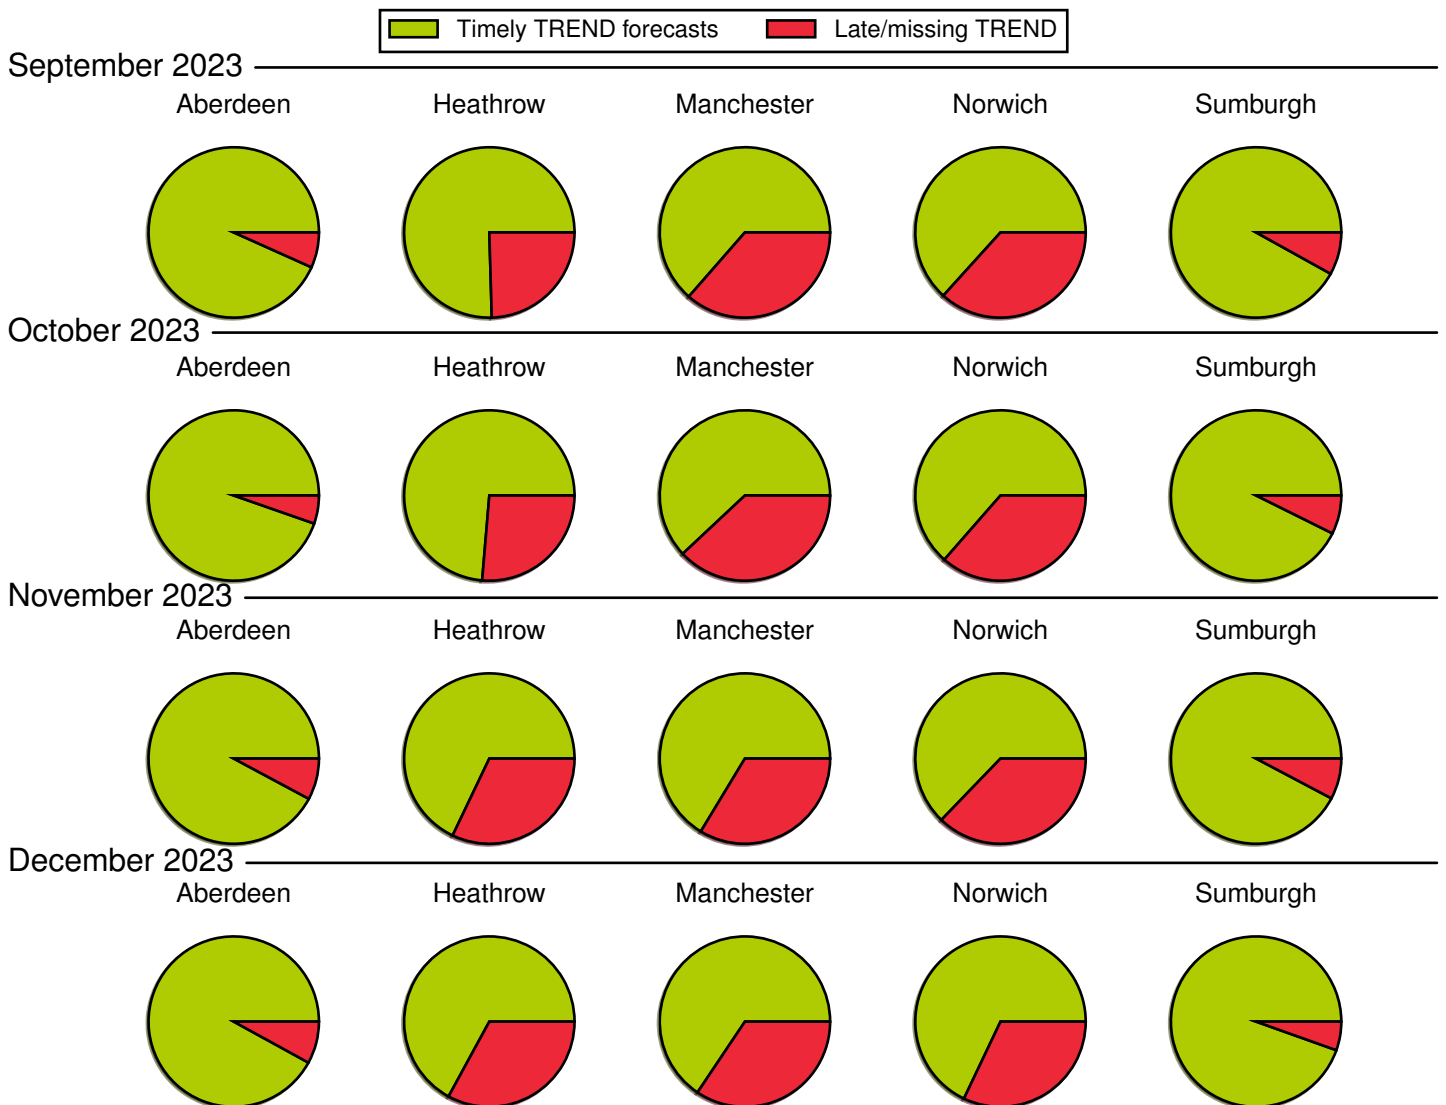 Timely TREND forecasts Late/missing TREND
September 2023
Aberdeen Heathrow Manchester Norwich Sumburgh
October 2023
Aberdeen Heathrow Manchester Norwich Sumburgh
November 2023
Aberdeen Heathrow Manchester Norwich Sumburgh
December 2023
Aberdeen Heathrow Manchester Norwich Sumburgh